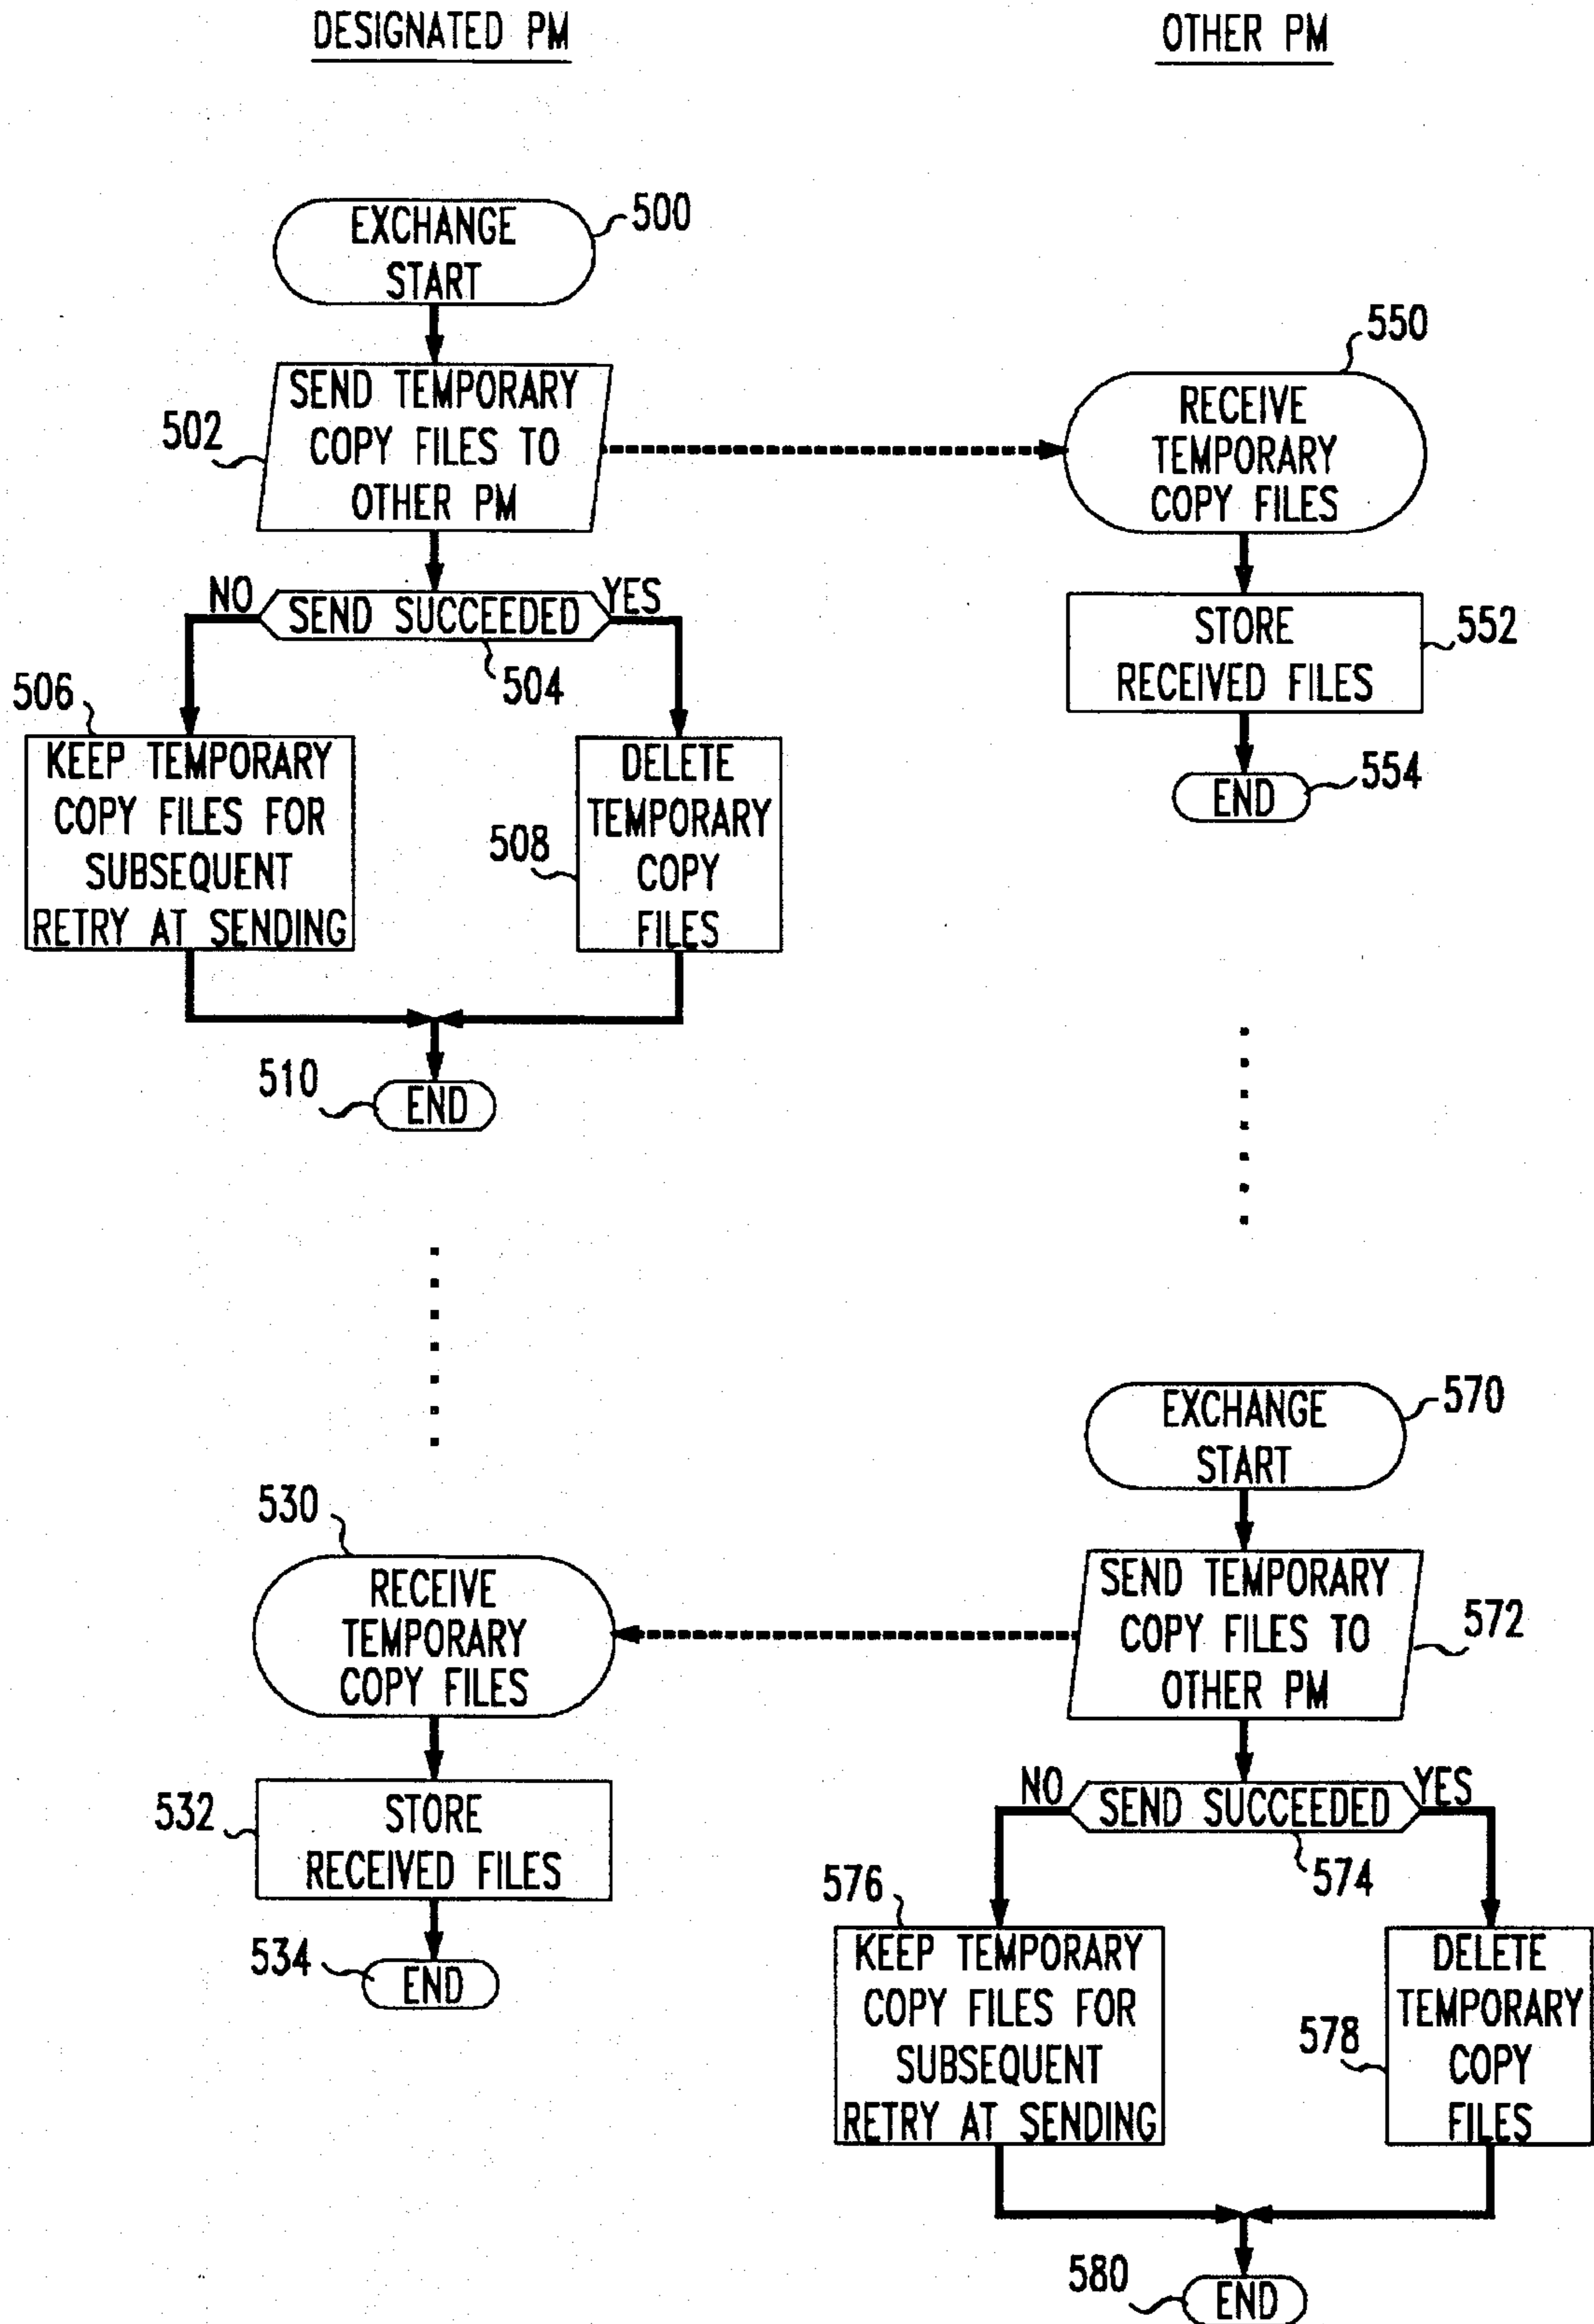 DESIGNATED PM
OTHER PM
EXCHANGE
START
500
SEND TEMPORARY
COPY FILES TO
OTHER PM
502
RECEIVE
TEMPORARY
COPY FILES
550
NO
SEND SUCCEEDED
YES
504
STORE
RECEIVED FILES
552
506
KEEP TEMPORARY
COPY FILES FOR
SUBSEQUENT
RETRY AT SENDING
508
DELETE
TEMPORARY
COPY
FILES
END
554
510
END
EXCHANGE
START
570
530
RECEIVE
TEMPORARY
COPY FILES
SEND TEMPORARY
COPY FILES TO
OTHER PM
572
532
STORE
RECEIVED FILES
NO
SEND SUCCEEDED
YES
574
534
END
576
KEEP TEMPORARY
COPY FILES FOR
SUBSEQUENT
RETRY AT SENDING
578
DELETE
TEMPORARY
COPY
FILES
580
END